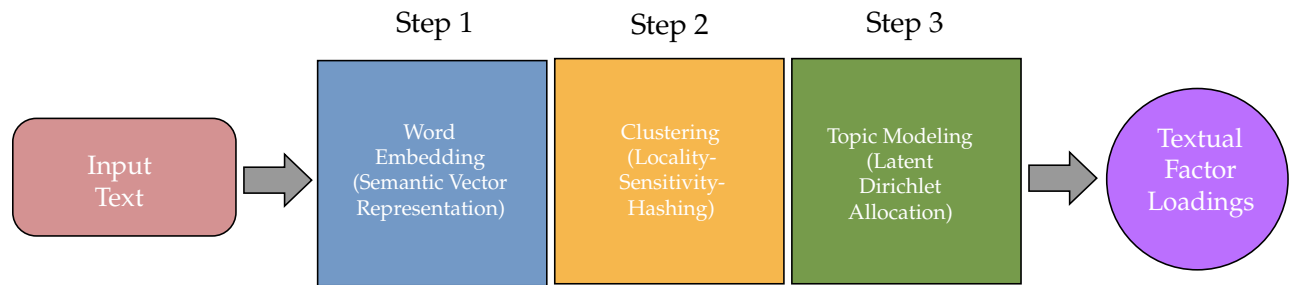 Step 1
Step 2
Step 3
Input
Text
Word
Embedding
(Semantic Vector
Representation)
Clustering
(Locality-
Sensitivity-
Hashing)
Topic Modeling
(Latent
Dirichlet
Allocation)
Textual
Factor
Loadings